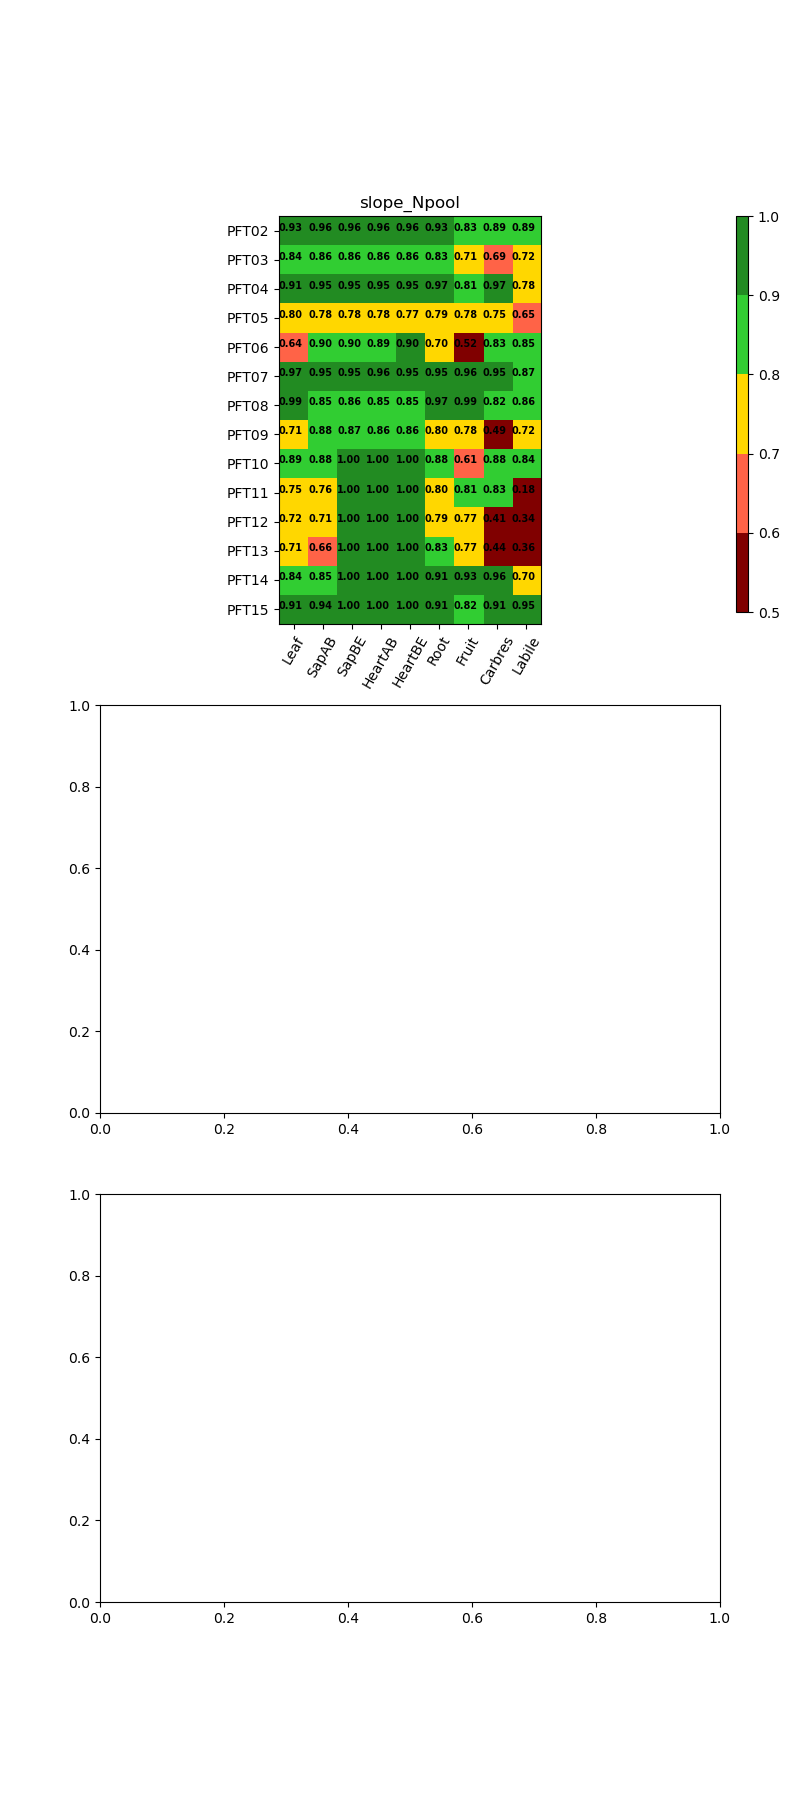 slope_Npool
PFT02 0.93 0.96 0.96 0.96 0.96 0.93 0.83 0.89 0.89
PFT03 0.84 0.86 0.86 0.86 0.86 0.83 0.71 0.69 0.72
PFT04 0.91 0.95 0.95 0.95 0.95 0.97 0.81 0.97 0.78
PFT05 0.80 0.78 0.78 0.78 0.77 0.79 0.78 0.75 0.65
PFT06 0.64 0.90 0.90 0.89 0.90 0.70 0.52 0.83 0.85
PFT07 0.97 0.95 0.95 0.96 0.95 0.95 0.96 0.95 0.87
PFT08 0.99 0.85 0.86 0.85 0.85 0.97 0.99 0.82 0.86
PFT09 0.71 0.88 0.87 0.86 0.86 0.80 0.78 0.49 0.72
PFT10 0.89 0.88 1.00 1.00 1.00 0.88 0.61 0.88 0.84
PFT11 0.75 0.76 1.00 1.00 1.00 0.80 0.81 0.83 0.18
PFT12 0.72 0.71 1.00 1.00 1.00 0.79 0.77 0.41 0.34
PFT13 0.71 0.66 1.00 1.00 1.00 0.83 0.77 0.44 0.36
PFT14 0.84 0.85 1.00 1.00 1.00 0.91 0.93 0.96 0.70
PFT15 0.91 0.94 1.00 1.00 1.00 0.91 0.82 0.91 0.95
Leaf SapAB SapBE HeartAB HeartBE Root Fruit Carbres Labile
1.0
0.9
0.8
0.7
0.6
0.5
1.0
0.8
0.6
0.4
0.2
0.0
0.0 0.2 0.4 0.6 0.8 1.0
1.0
0.8
0.6
0.4
0.2
0.0
0.0 0.2 0.4 0.6 0.8 1.0